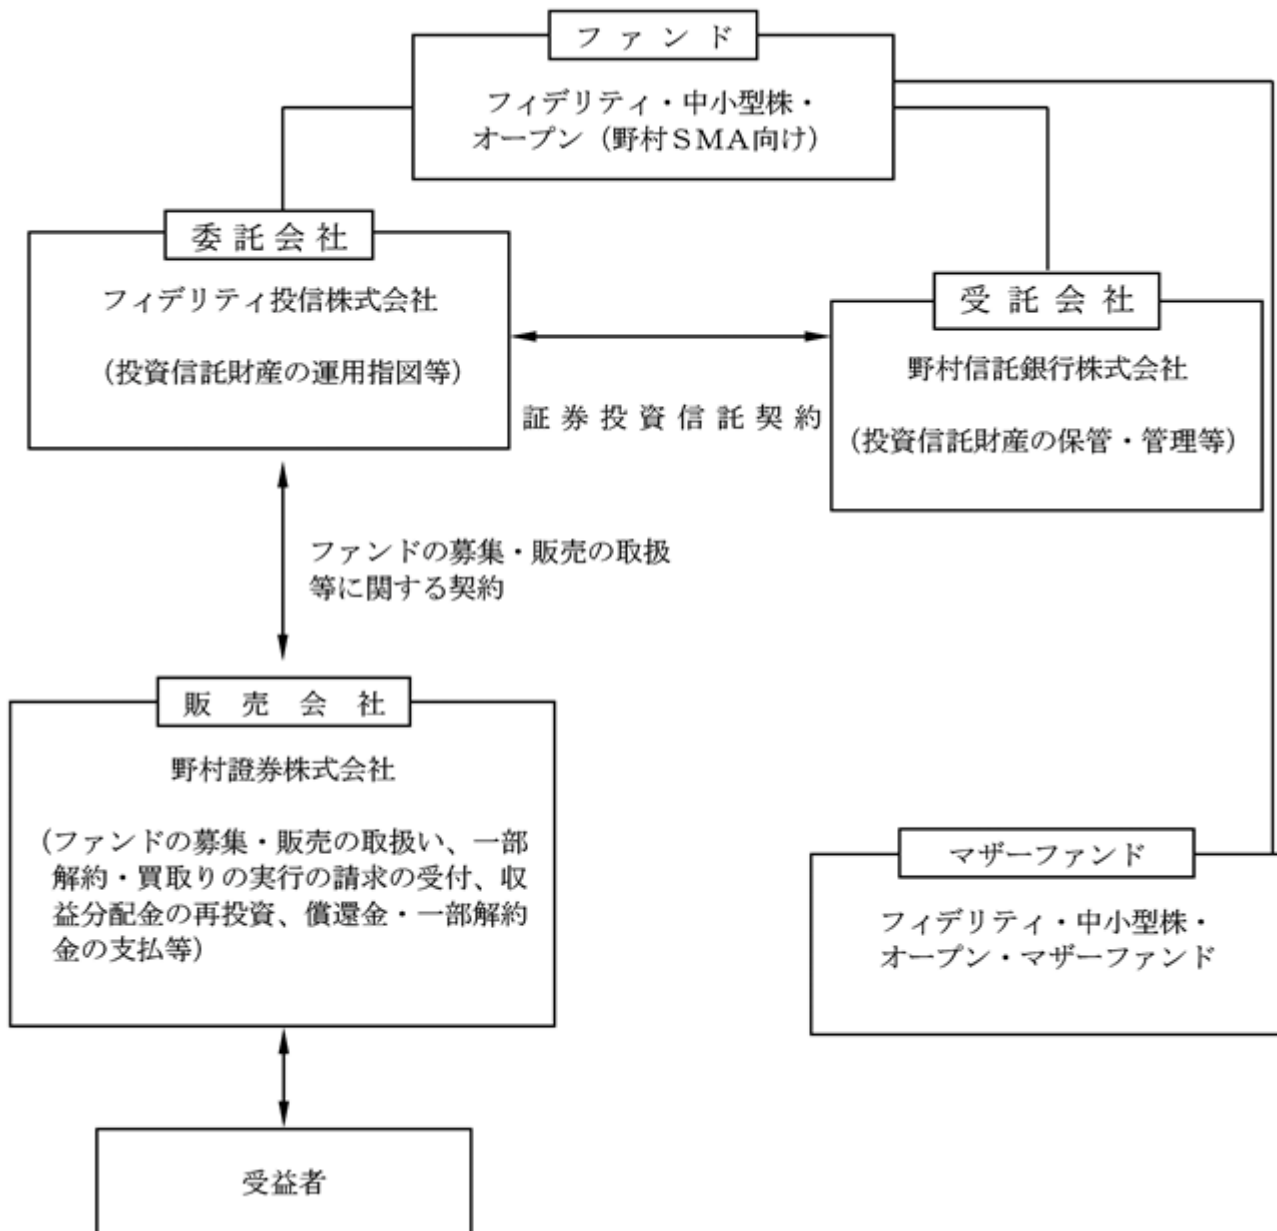 ファンド
フィデリティ・中小型株・
オープン（野村ＳＭＡ向け）
委託会社
フィデリティ投信株式会社
（投資信託財産の運用指図等）
受託会社
野村信託銀行株式会社
（投資信託財産の保管・管理等）
証券投資信託契約
ファンドの募集・販売の取扱
等に関する契約
販売会社
野村證券株式会社
（ファンドの募集・販売の取扱い、一部
解約・買取りの実行の請求の受付、収
益分配金の再投資、償還金・一部解約
金の支払等）
マザーファンド
フィデリティ・中小型株・
オープン・マザーファンド
受益者